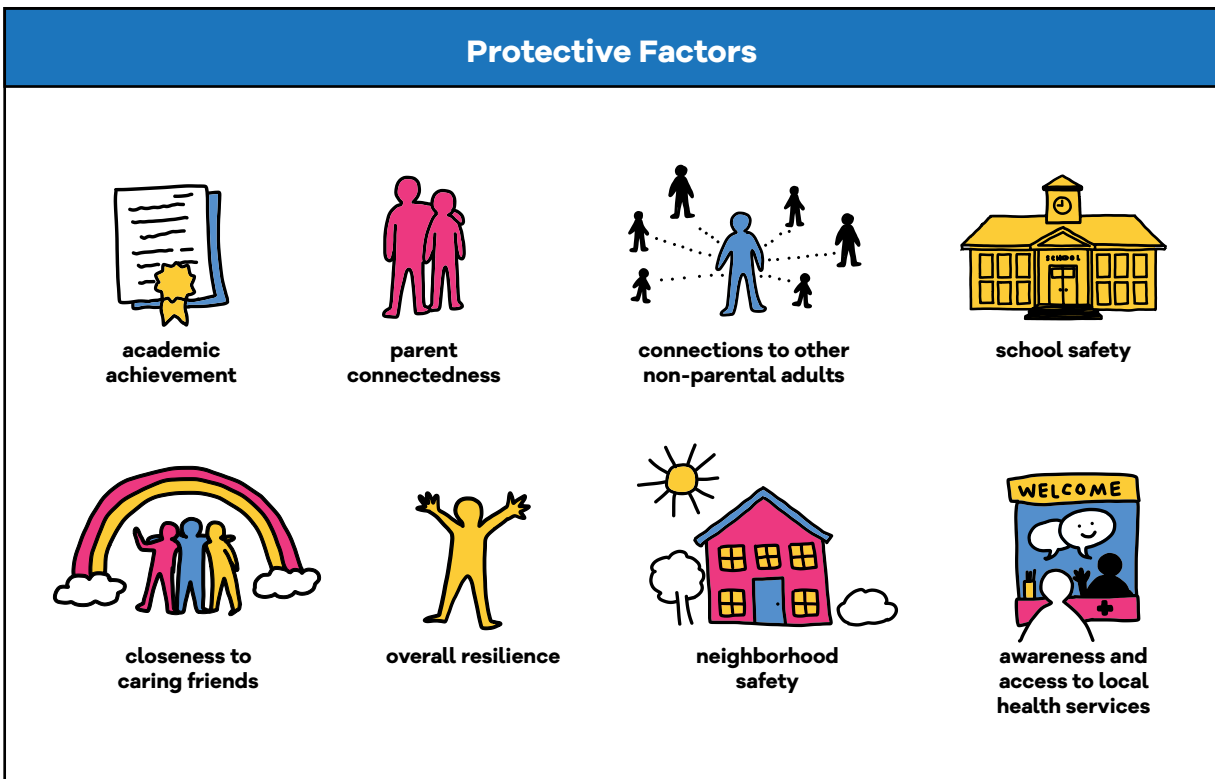 Protective Factors
academic
achievement
parent
connectedness
connections to other
non-parental adults
SCHOOL
school safety
closeness to
caring friends
overall resilience
neighborhood
safety
WELCOME
awareness and
access to local
health services